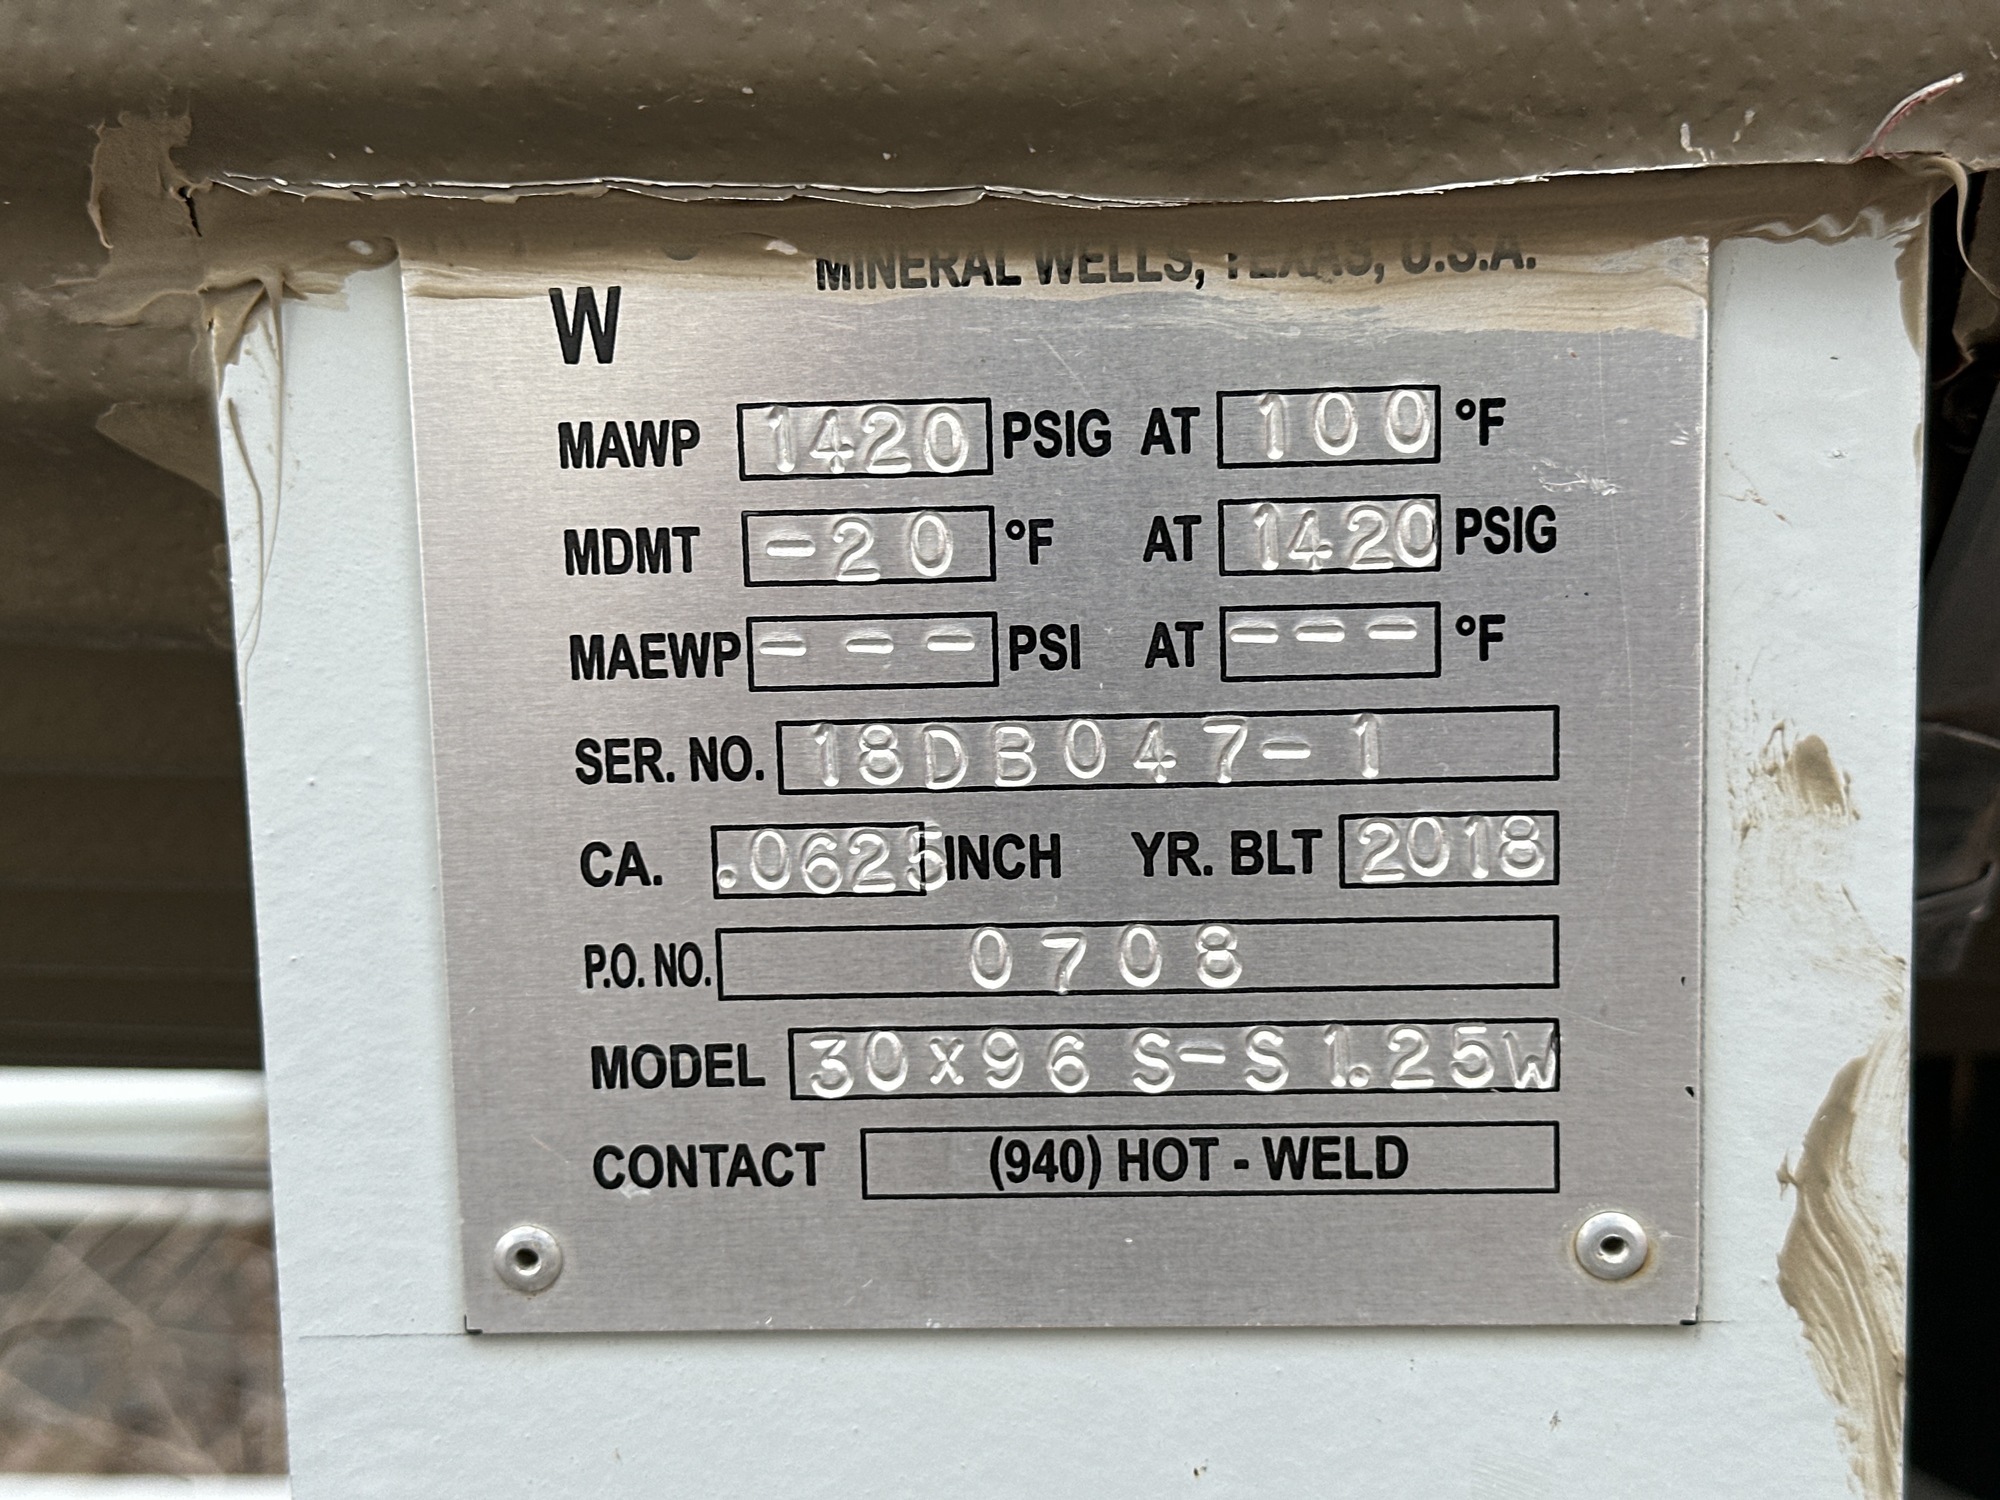 MINERAL WELLS, TEXAS, U.S.A.
W
MAWP 1420 PSIG AT 100 °F
MDMT -20 °F AT 1420 PSIG
MAEWP --- PSI AT --- °F
SER. NO. 18DB047-1
CA. .0625 INCH YR. BLT 2018
P.O. NO. 0708
MODEL 30x96 S-S 1.25W
CONTACT (940) HOT - WELD